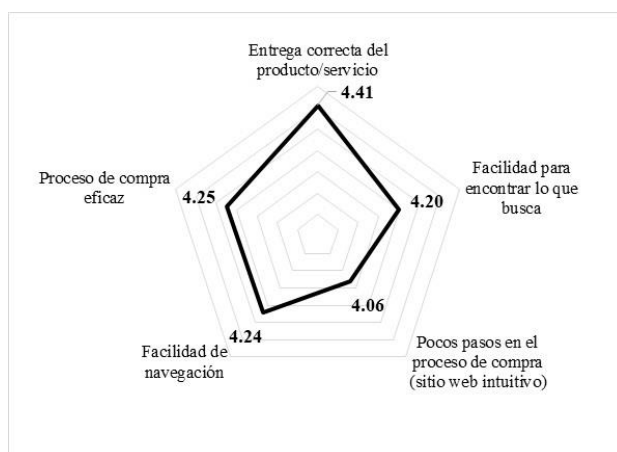 Entrega correcta del
producto/servicio
4.41
Facilidad para
encontrar lo que
busca
4.20
Pocos pasos en el
proceso de compra
(sitio web intuitivo)
4.06
Facilidad de
navegación
4.24
Proceso de compra
eficaz
4.25